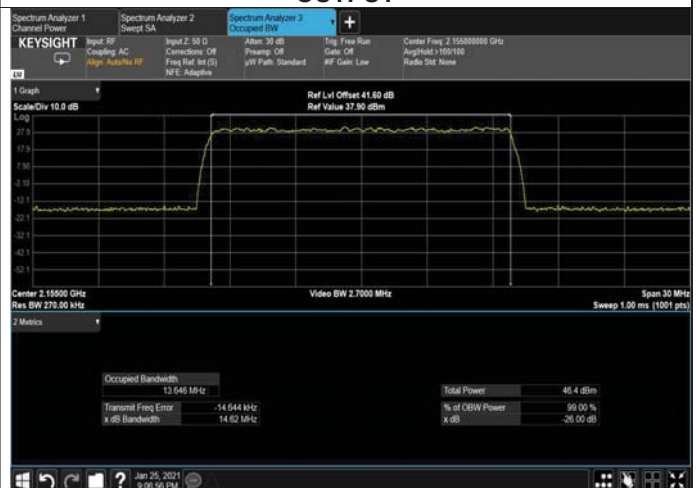 Spectrum Analyzer 1
Channel Power
Spectrum Analyzer 2
Swept SA
Spectrum Analyzer 3
Occupied BW
KEYSIGHT
Input: RF
Coupling: AC
Align: Auto/No RF
Input Z: 50 Ω
Corrections: Off
Freq Ref: Int (S)
NFE: Adaptive
Atten: 30 dB
Preamp: Off
µW Path: Standard
Trig: Free Run
Gate: Off
#IF Gain: Low
Center Freq: 2.155000000 GHz
Avg|Hold:>100/100
Radio Std: None
LM
1 Graph
Scale/Div 10.0 dB
Ref Lvl Offset 41.60 dB
Ref Value 37.90 dBm
Log
27.9
17.9
7.90
-2.10
-12.1
-22.1
-32.1
-42.1
-52.1
Center 2.15500 GHz
Res BW 270.00 kHz
Video BW 2.7000 MHz
Span 30 MHz
Sweep 1.00 ms (1001 pts)
2 Metrics
Occupied Bandwidth
13.646 MHz
Transmit Freq Error -14.644 kHz
x dB Bandwidth 14.62 MHz
Total Power 46.4 dBm
% of OBW Power 99.00 %
x dB -26.00 dB
Jan 25, 2021
9:06:56 PM